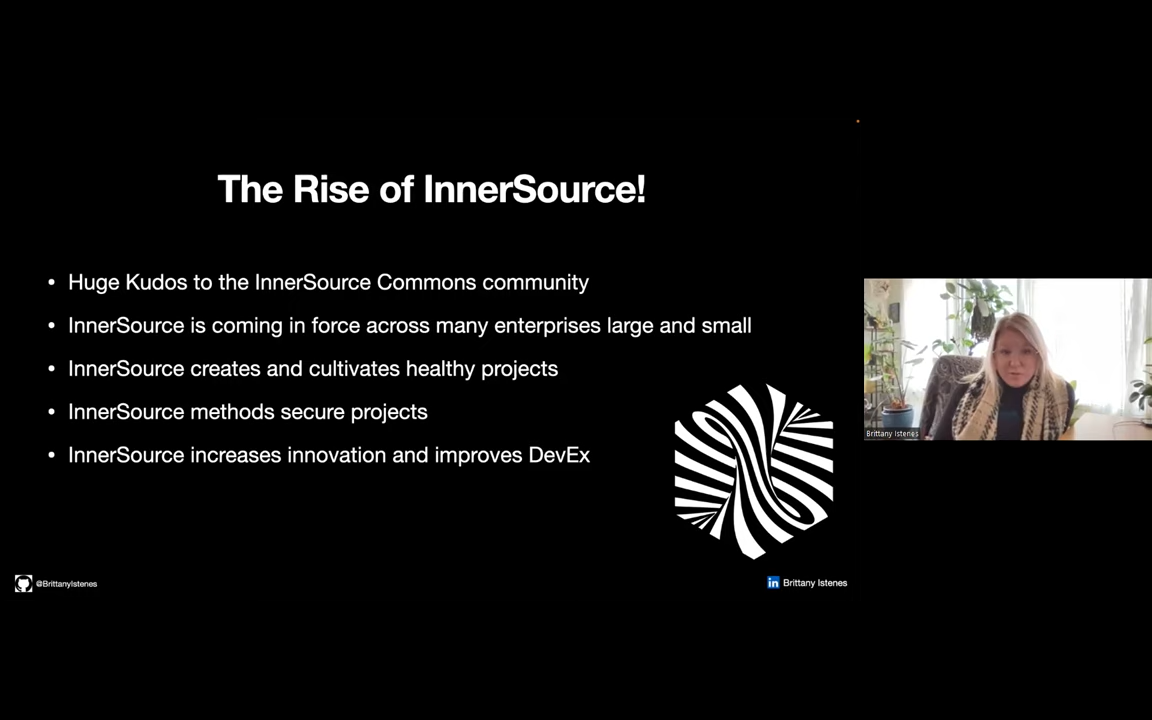 The Rise of InnerSource!
• Huge Kudos to the InnerSource Commons community
• InnerSource is coming in force across many enterprises large and small
• InnerSource creates and cultivates healthy projects
• InnerSource methods secure projects
• InnerSource increases innovation and improves DevEx
Brittany Istenes
@BrittanyIstenes
in Brittany Istenes